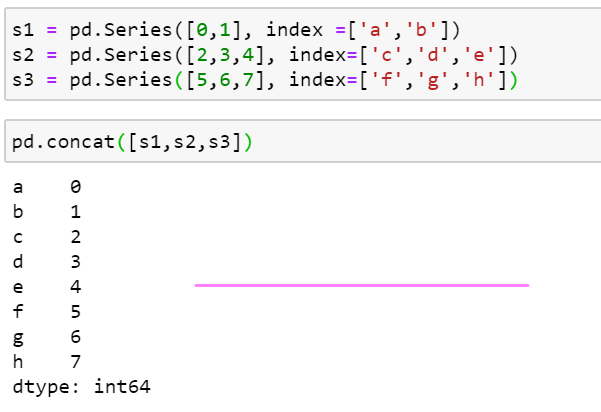 s1 = pd.Series([0,1], index =['a','b'])
s2 = pd.Series([2,3,4], index=['c','d','e'])
s3 = pd.Series([5,6,7], index=['f','g','h'])
pd.concat([s1,s2,s3])
a    0
b    1
c    2
d    3
e    4
f    5
g    6
h    7
dtype: int64